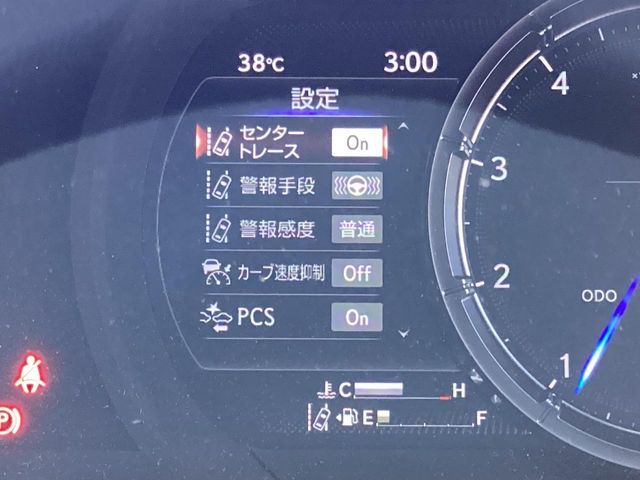 38℃
3:00
設定
センター
トレース
On
警報手段
警報感度
普通
カーブ速度抑制
Off
PCS
On
C
H
E
F
4
3
2
1
ODO
P